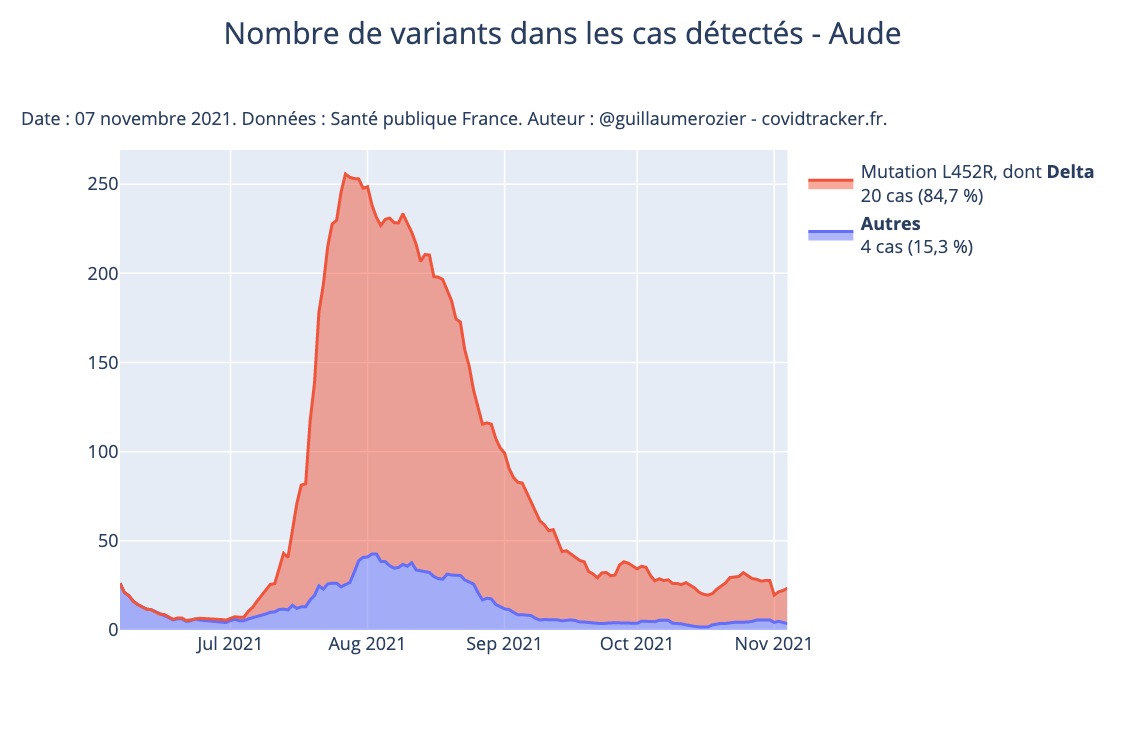 Nombre de variants dans les cas détectés - Aude
Date : 07 novembre 2021. Données : Santé publique France. Auteur : @guillaumerozier - covidtracker.fr.
Mutation L452R, dont Delta
20 cas (84,7 %)
Autres
4 cas (15,3 %)
250
200
150
100
50
0
Jul 2021
Aug 2021
Sep 2021
Oct 2021
Nov 2021